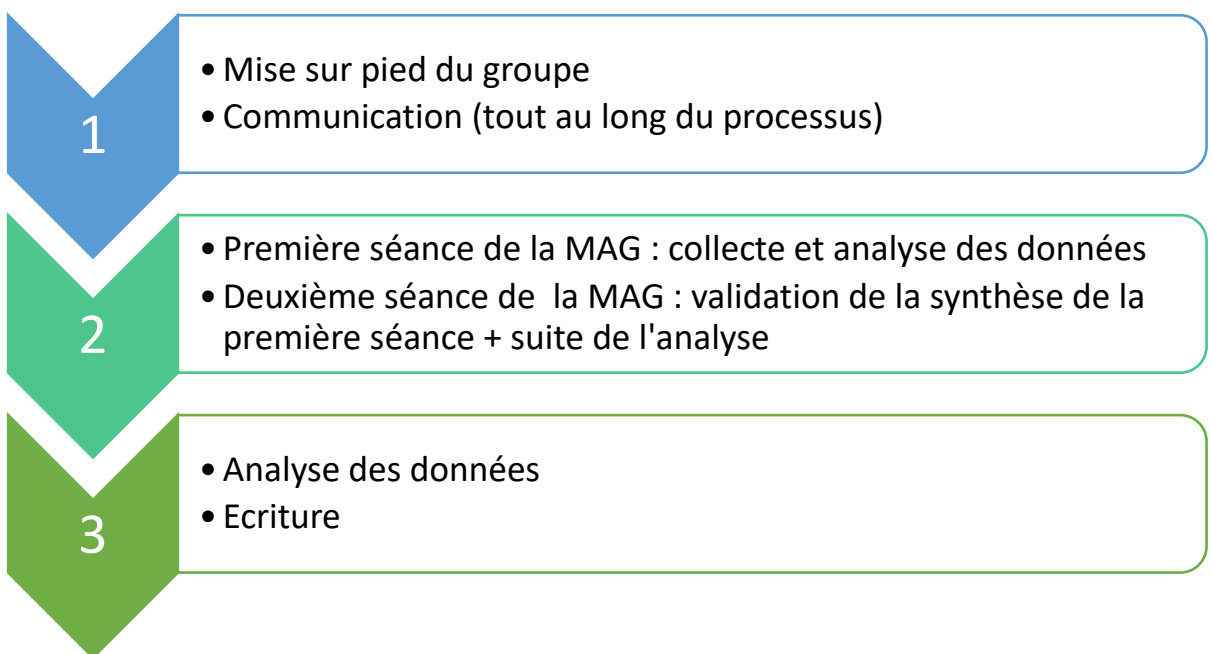 1
• Mise sur pied du groupe
• Communication (tout au long du processus)
2
• Première séance de la MAG : collecte et analyse des données
• Deuxième séance de  la MAG : validation de la synthèse de la
première séance + suite de l'analyse
3
• Analyse des données
• Ecriture